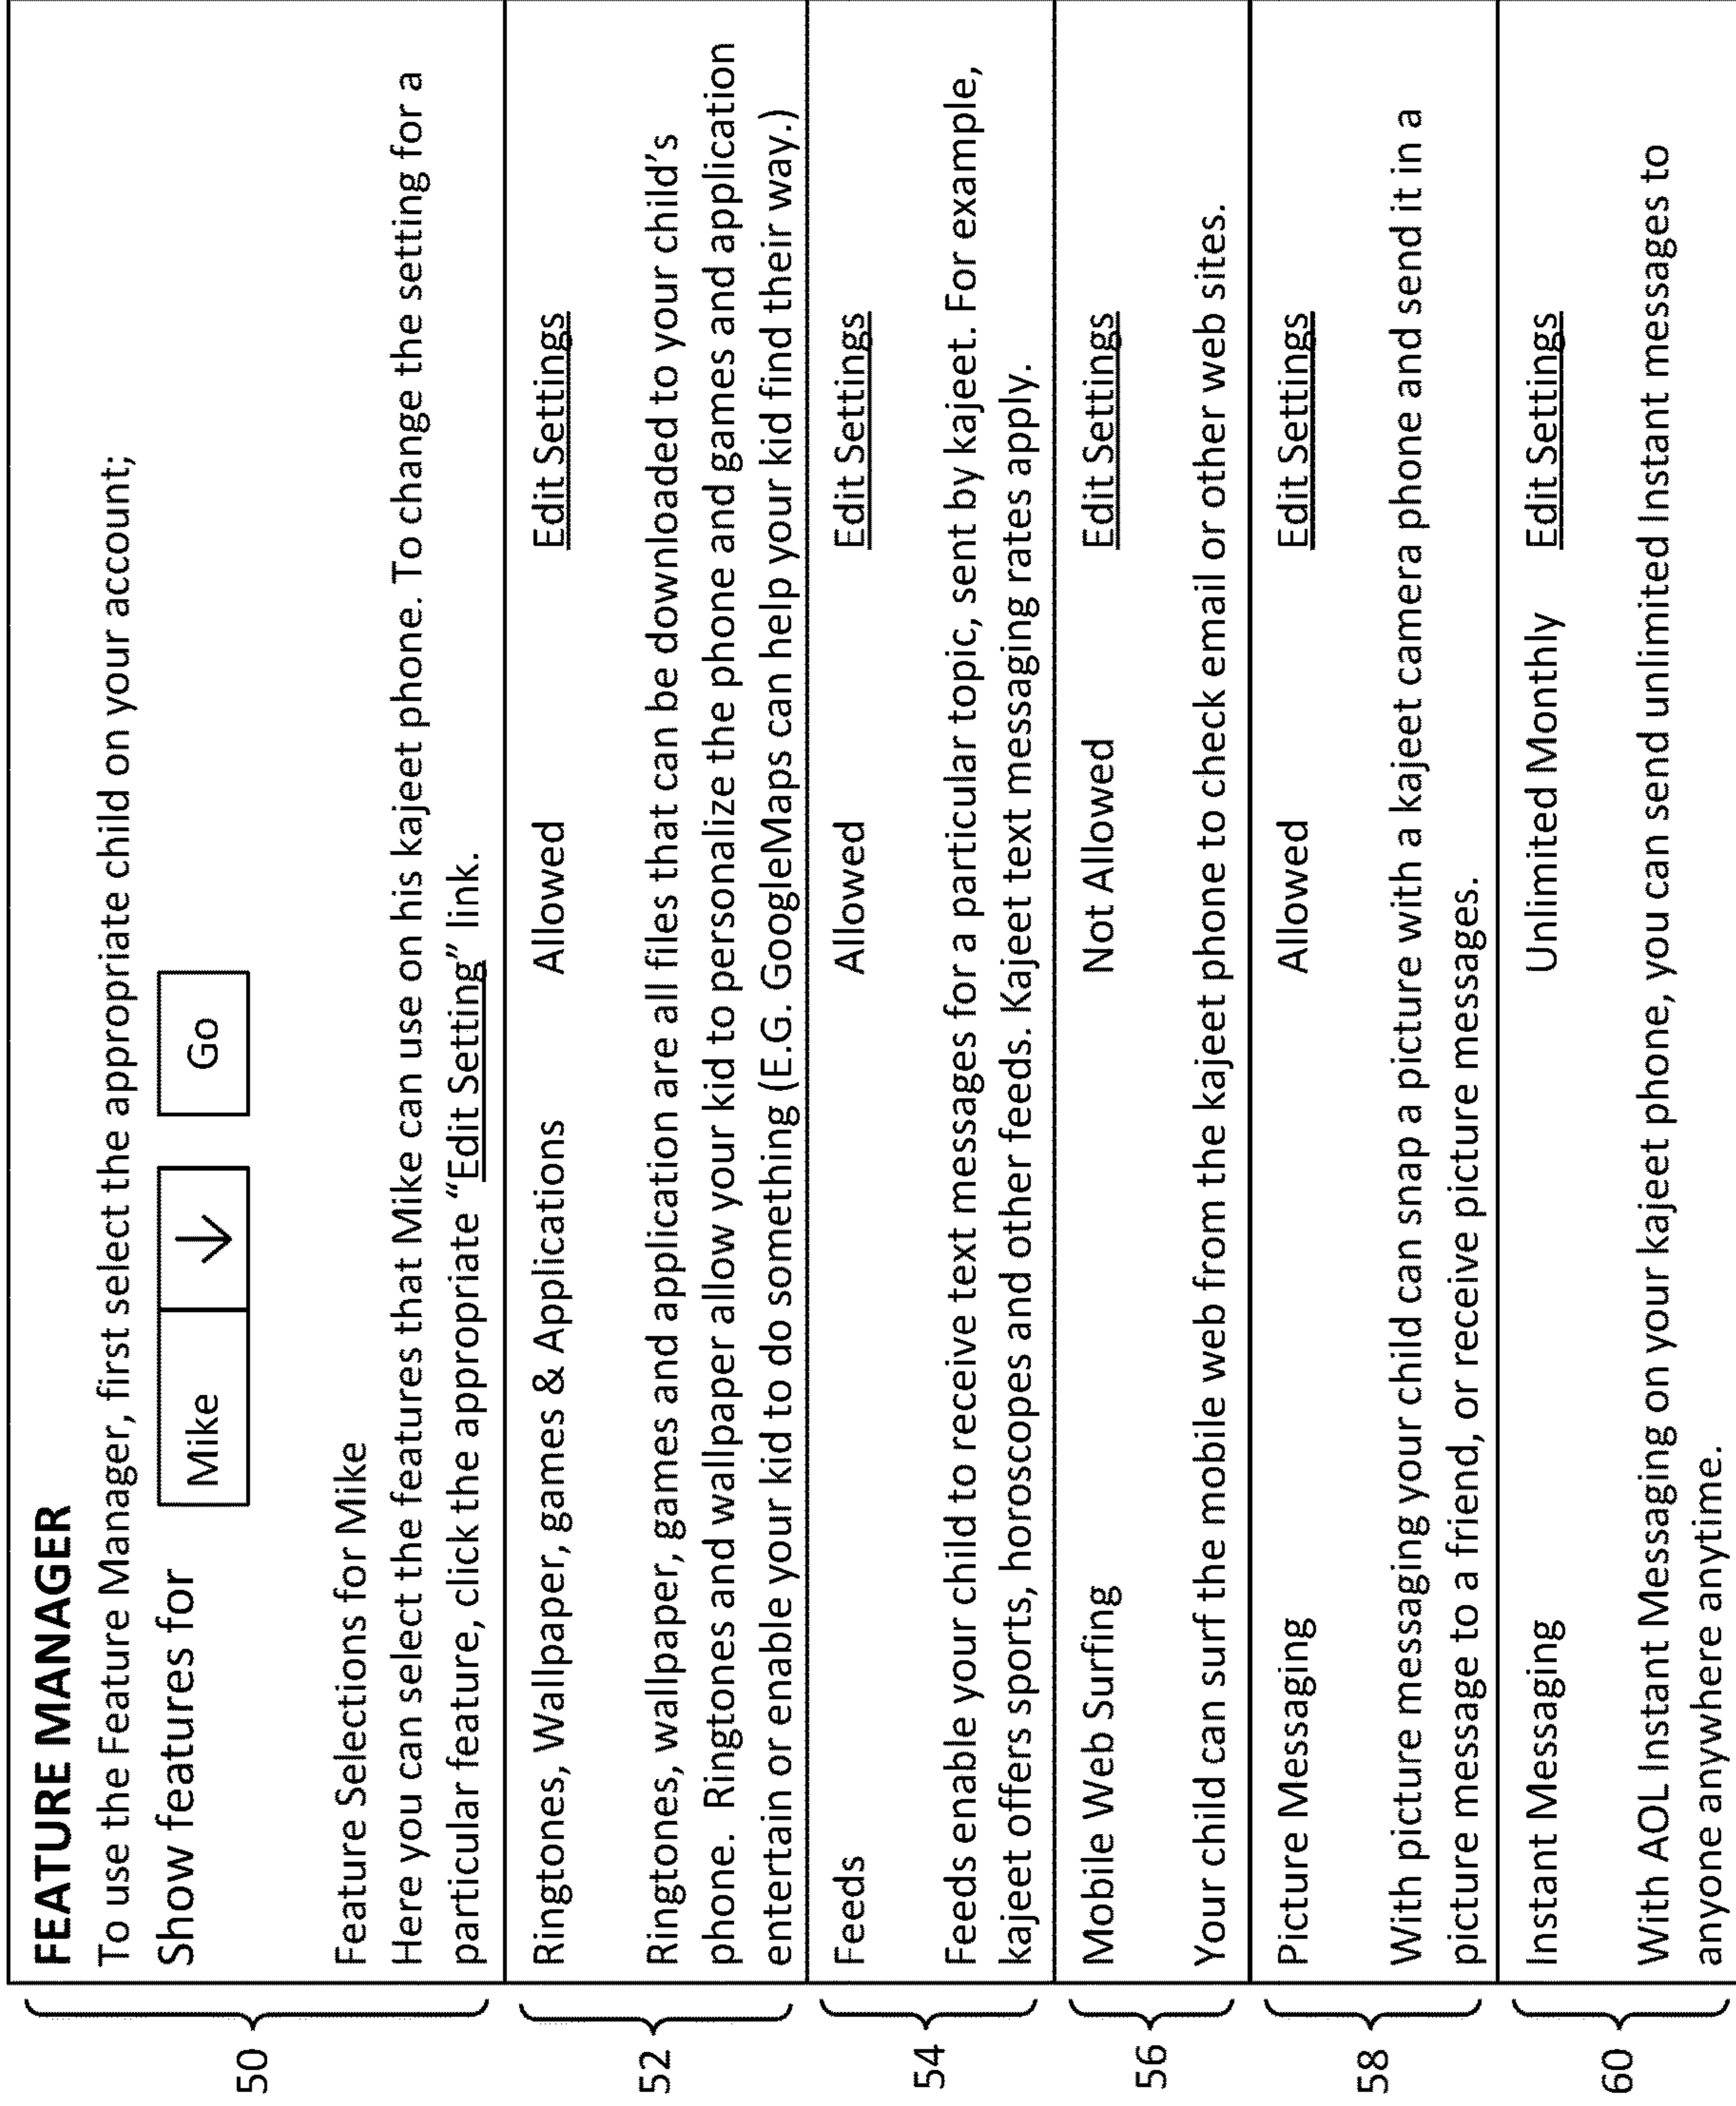 FEATURE MANAGER
To use the Feature Manager, first select the appropriate child on your account;
Show features for Mike ↓ Go
Feature Selections for Mike
Here you can select the features that Mike can use on his kajeet phone. To change the setting for a
particular feature, click the appropriate “Edit Setting” link.
50
Ringtones, Wallpaper, games & Applications Allowed Edit Settings
Ringtones, wallpaper, games and application are all files that can be downloaded to your child's
phone. Ringtones and wallpaper allow your kid to personalize the phone and games and application
entertain or enable your kid to do something (E.G. GoogleMaps can help your kid find their way.)
52
Feeds Allowed Edit Settings
Feeds enable your child to receive text messages for a particular topic, sent by kajeet. For example,
kajeet offers sports, horoscopes and other feeds. Kajeet text messaging rates apply.
54
Mobile Web Surfing Not Allowed Edit Settings
Your child can surf the mobile web from the kajeet phone to check email or other web sites.
56
Picture Messaging Allowed Edit Settings
With picture messaging your child can snap a picture with a kajeet camera phone and send it in a
picture message to a friend, or receive picture messages.
58
Instant Messaging Unlimited Monthly Edit Settings
With AOL Instant Messaging on your kajeet phone, you can send unlimited Instant messages to
anyone anywhere anytime.
60